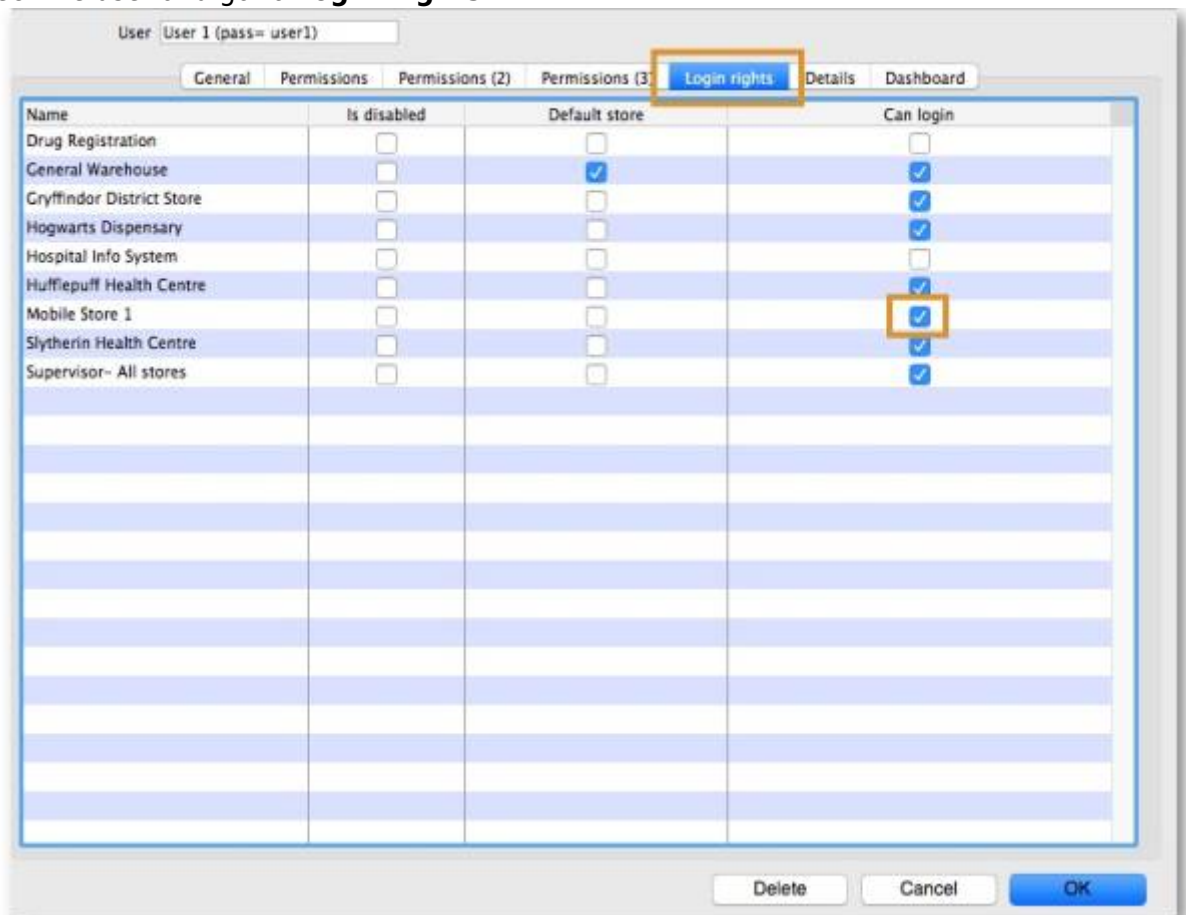 User User 1 (pass= user1)
General Permissions Permissions (2) Permissions (3) Login rights Details Dashboard
Name Is disabled Default store Can login
Drug Registration
General Warehouse
Gryffindor District Store
Hogwarts Dispensary
Hospital Info System
Hufflepuff Health Centre
Mobile Store 1
Slytherin Health Centre
Supervisor- All stores
Delete Cancel OK